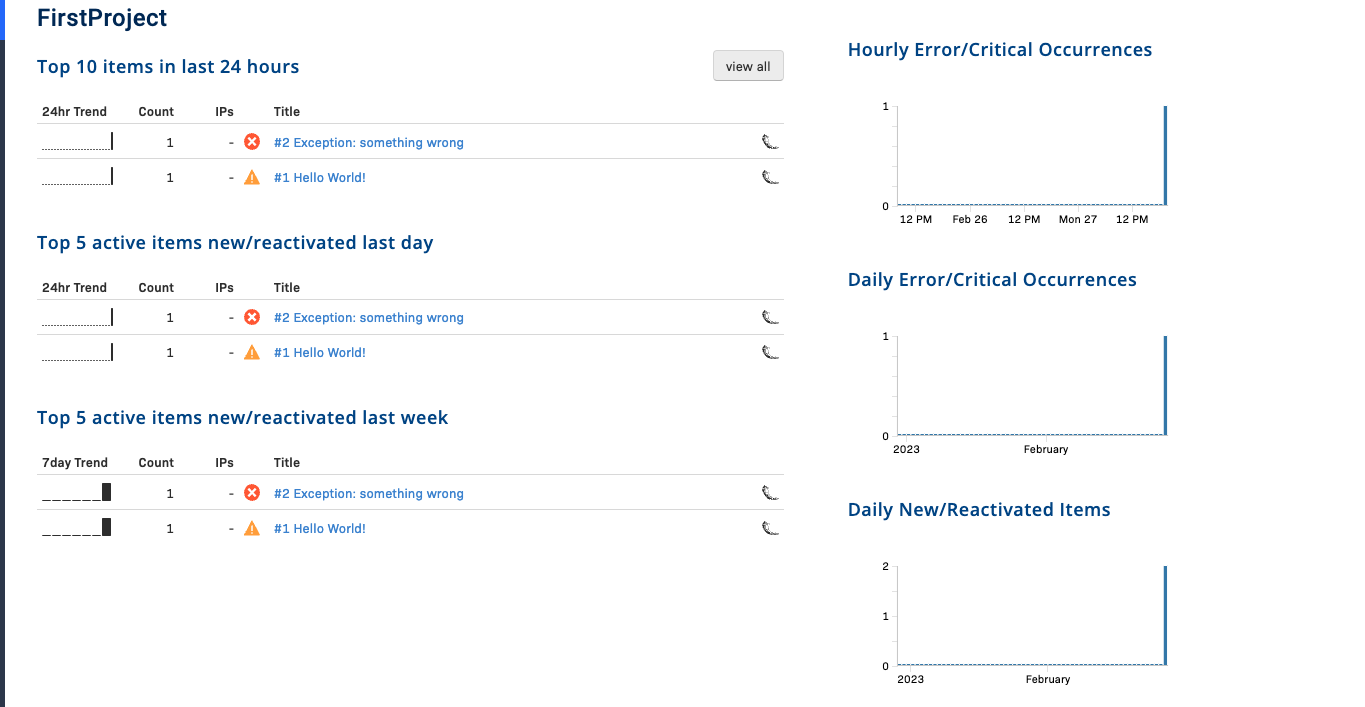 FirstProject
Top 10 items in last 24 hours
view all
24hr Trend Count IPs Title
1 - #2 Exception: something wrong
1 - #1 Hello World!
Top 5 active items new/reactivated last day
24hr Trend Count IPs Title
1 - #2 Exception: something wrong
1 - #1 Hello World!
Top 5 active items new/reactivated last week
7day Trend Count IPs Title
1 - #2 Exception: something wrong
1 - #1 Hello World!
Hourly Error/Critical Occurrences
1
0
12 PM Feb 26 12 PM Mon 27 12 PM
Daily Error/Critical Occurrences
1
0
2023 February
Daily New/Reactivated Items
2
1
0
2023 February